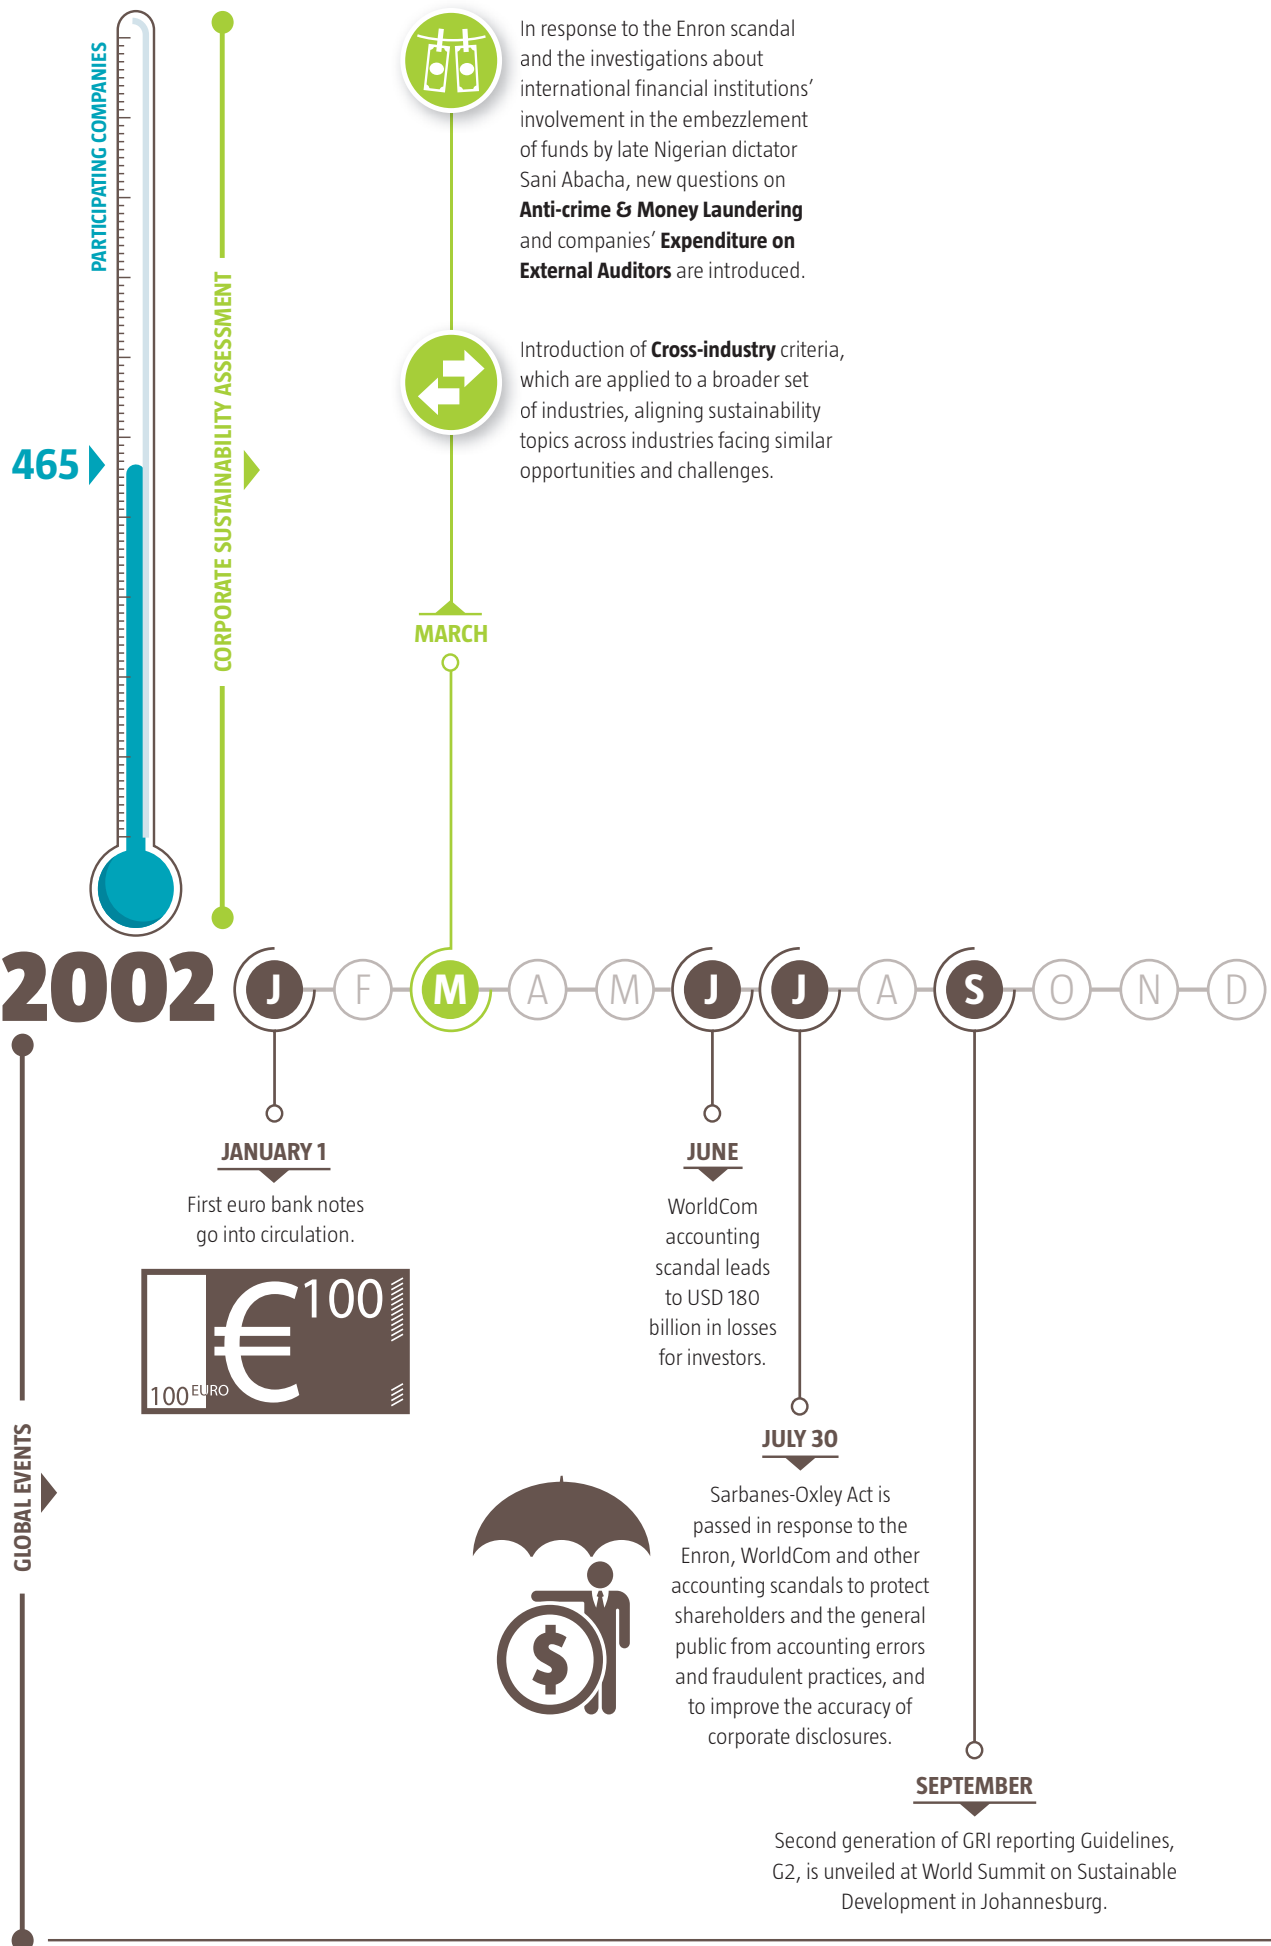 PARTICIPATING COMPANIES
465
CORPORATE SUSTAINABILITY ASSESSMENT
In response to the Enron scandal
and the investigations about
international financial institutions’
involvement in the embezzlement
of funds by late Nigerian dictator
Sani Abacha, new questions on
Anti-crime & Money Laundering
and companies’ Expenditure on
External Auditors are introduced.
Introduction of Cross-industry criteria,
which are applied to a broader set
of industries, aligning sustainability
topics across industries facing similar
opportunities and challenges.
MARCH
2002 J F M A M J J A S O N D
GLOBAL EVENTS
JANUARY 1
First euro bank notes
go into circulation.
€ 100
100 EURO
JUNE
WorldCom
accounting
scandal leads
to USD 180
billion in losses
for investors.
JULY 30
Sarbanes-Oxley Act is
passed in response to the
Enron, WorldCom and other
accounting scandals to protect
shareholders and the general
public from accounting errors
and fraudulent practices, and
to improve the accuracy of
corporate disclosures.
$
SEPTEMBER
Second generation of GRI reporting Guidelines,
G2, is unveiled at World Summit on Sustainable
Development in Johannesburg.